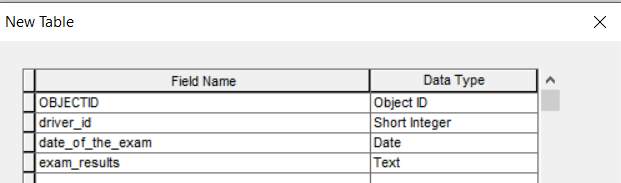 New Table
Field Name Data Type
OBJECTID Object ID
driver_id Short Integer
date_of_the_exam Date
exam_results Text